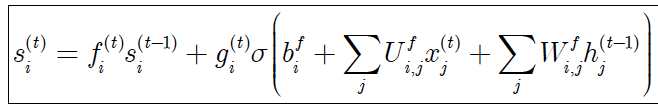 $s_i^{(t)} = f_i^{(t)} s_i^{(t-1)} + g_i^{(t)} \sigma \left( b_i^f + \sum_j U_{i,j}^f x_j^{(t)} + \sum_j W_{i,j}^f h_j^{(t-1)} \right)$